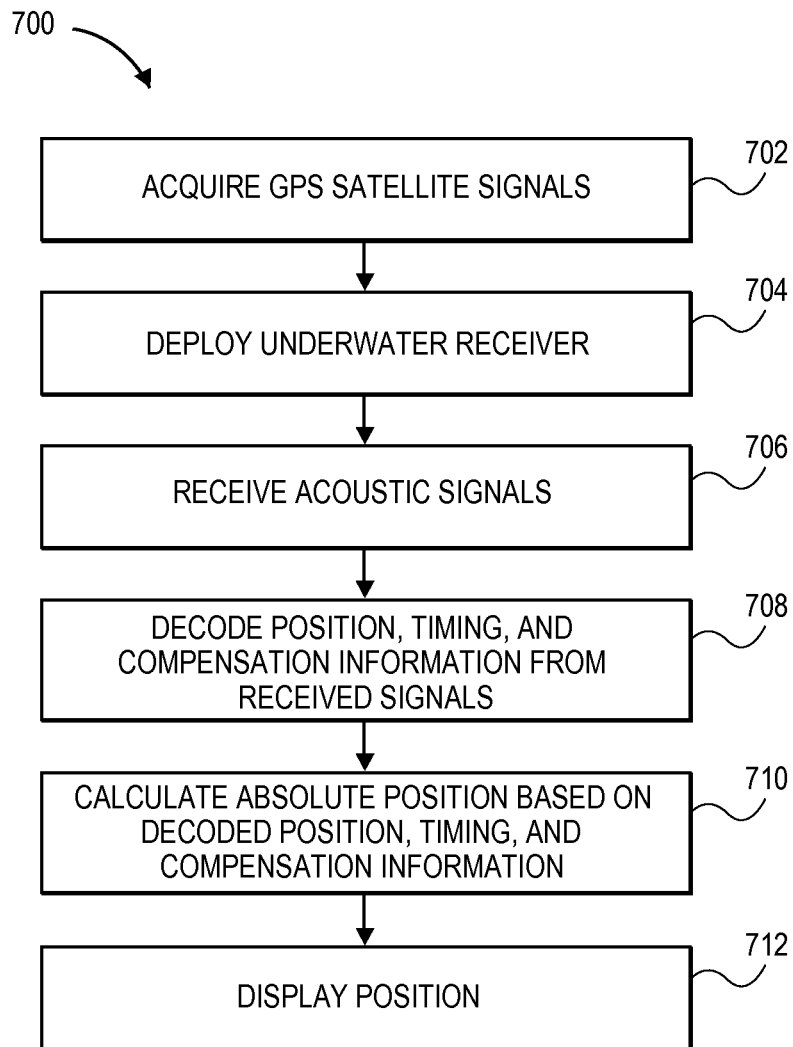 700
ACQUIRE GPS SATELLITE SIGNALS
702
DEPLOY UNDERWATER RECEIVER
704
RECEIVE ACOUSTIC SIGNALS
706
DECODE POSITION, TIMING, AND
COMPENSATION INFORMATION FROM
RECEIVED SIGNALS
708
CALCULATE ABSOLUTE POSITION BASED ON
DECODED POSITION, TIMING, AND
COMPENSATION INFORMATION
710
DISPLAY POSITION
712